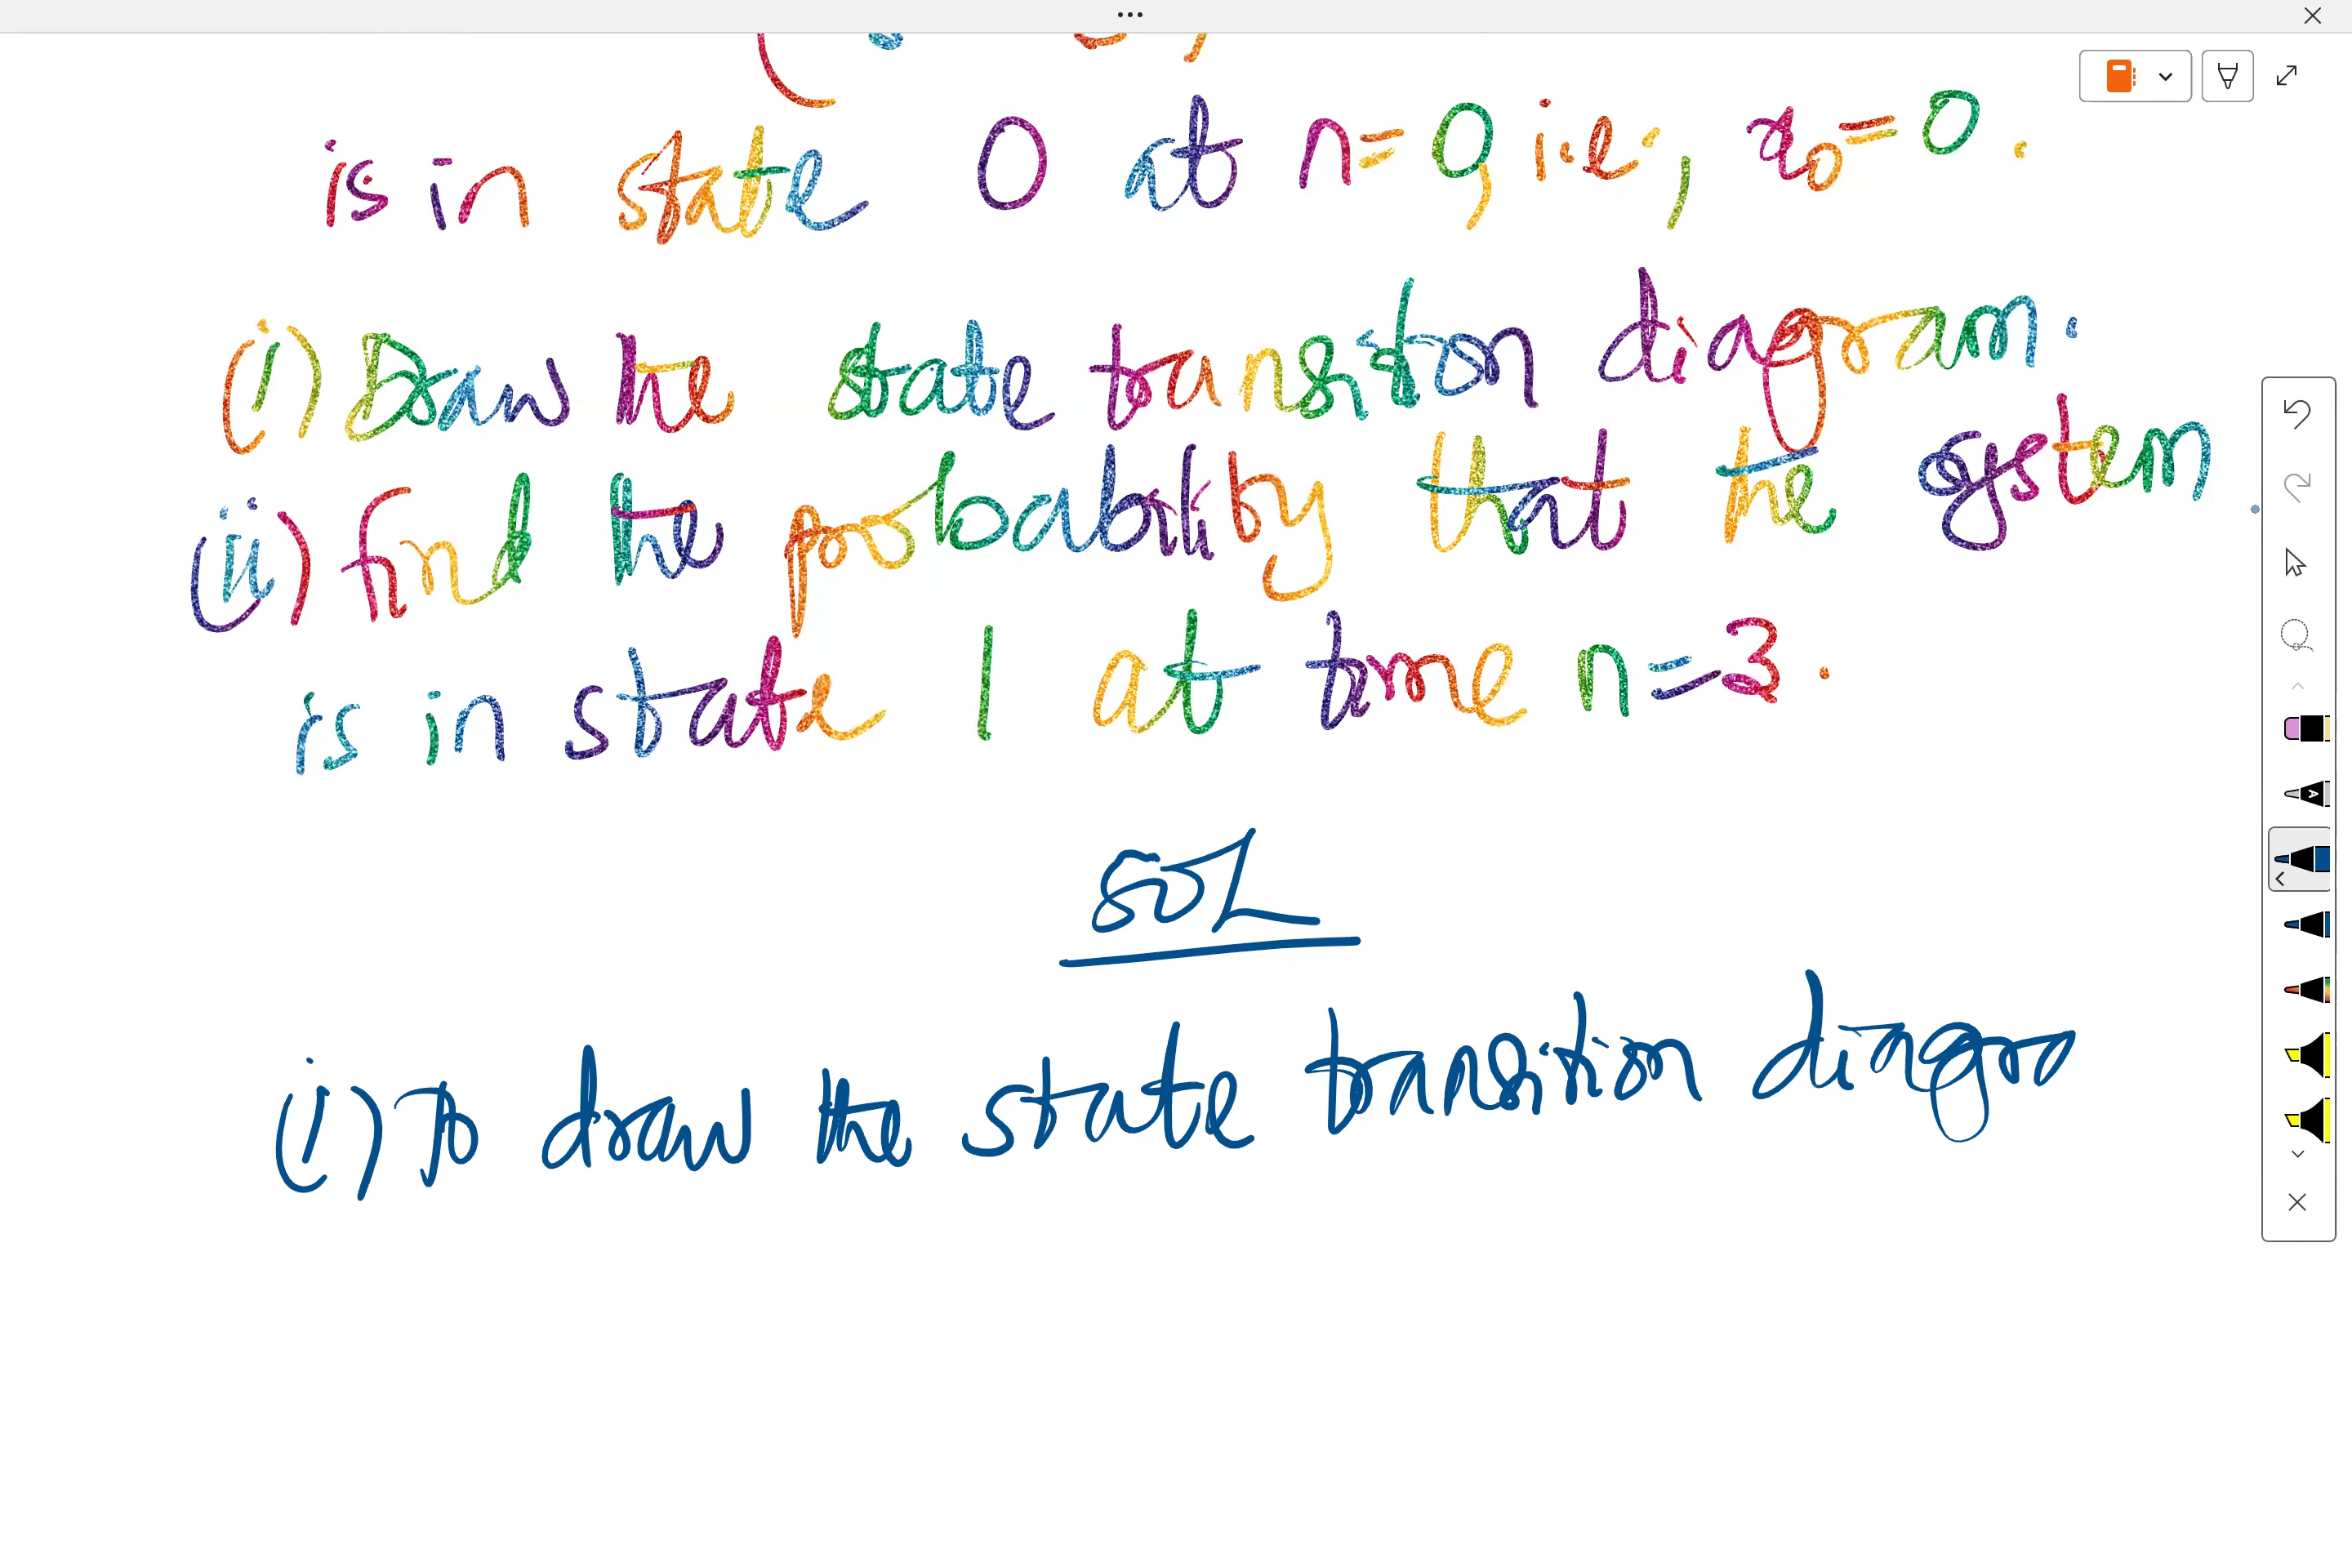 is in state 0 at n=0, i.e., x₀=0.
(i) Draw the state transition diagram.
(ii) find the probability that the system
is in state 1 at time n=3.
SOL
(i) To draw the state transition diagra